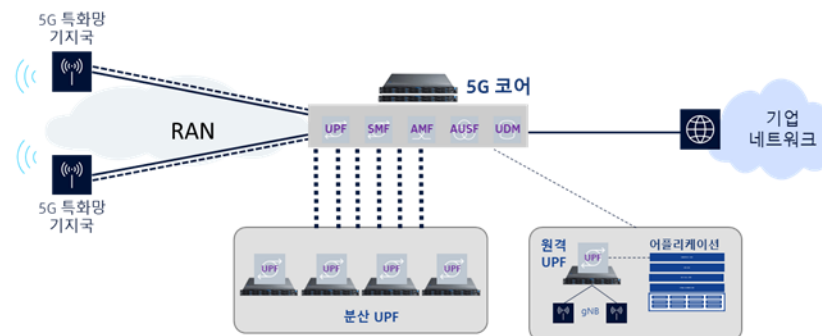 5G 특화망
기지국
5G 코어
RAN
UPF SMF AMF AUSF UDM
기업
네트워크
5G 특화망
기지국
UPF UPF UPF UPF
분산 UPF
원격
UPF
UPF
어플리케이션
gNB